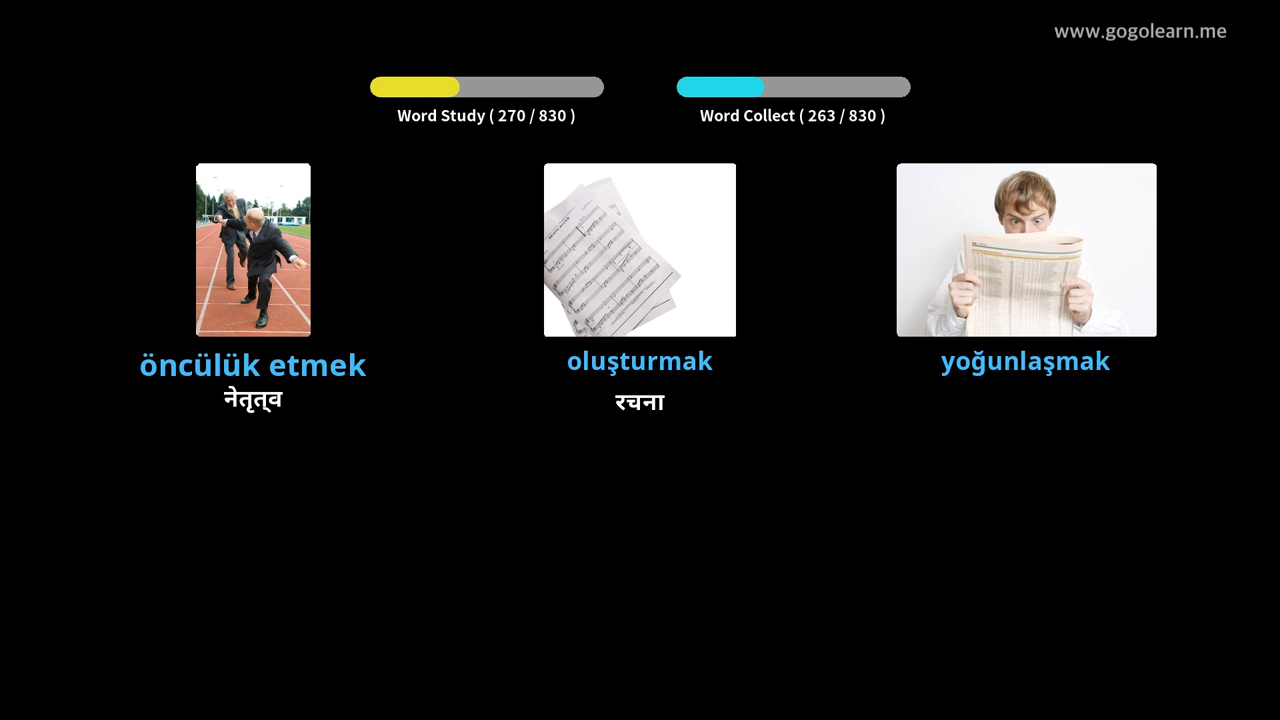 www.gogolearn.me
Word Study ( 270 / 830 )
Word Collect ( 263 / 830 )
öncülük etmek
नेतृत्व
oluşturmak
रचना
yoğunlaşmak